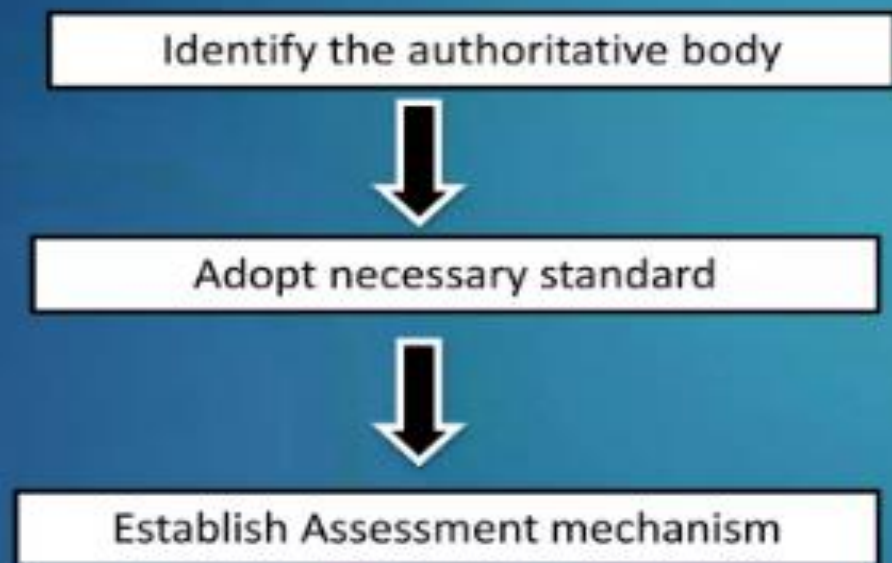 Identify the authoritative body
Adopt necessary standard
Establish Assessment mechanism